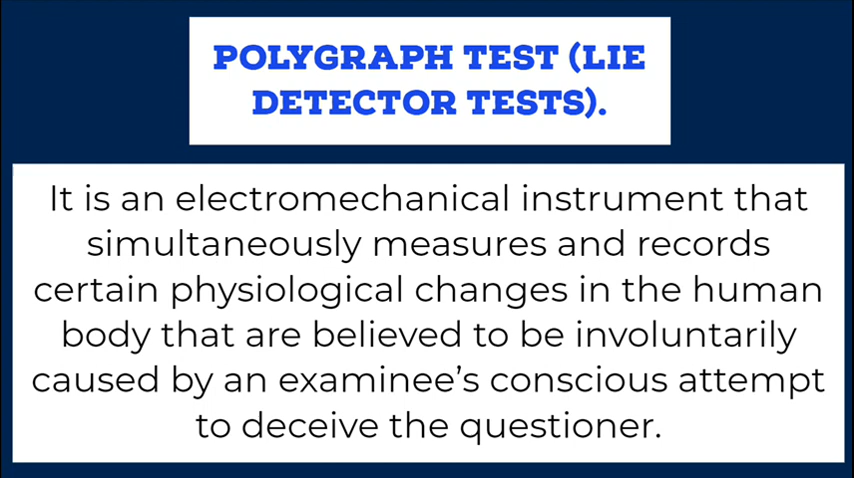 POLYGRAPH TEST (LIE
DETECTOR TESTS).
It is an electromechanical instrument that
simultaneously measures and records
certain physiological changes in the human
body that are believed to be involuntarily
caused by an examinee's conscious attempt
to deceive the questioner.